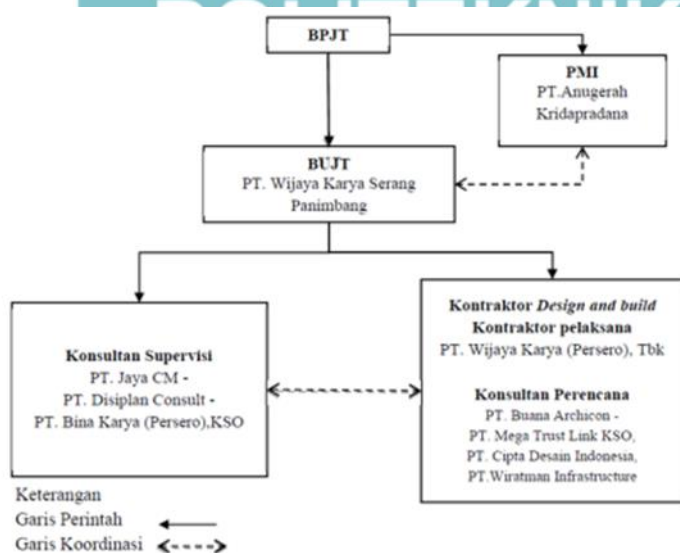 POLITEKNIK
BPJT
PMI
PT.Anugerah
Kridapradana
BUJT
PT. Wijaya Karya Serang
Panimbang
Konsultan Supervisi
PT. Jaya CM -
PT. Disiplan Consult -
PT. Bina Karya (Persero),KSO
Kontraktor Design and build
Kontraktor pelaksana
PT. Wijaya Karya (Persero), Tbk
Konsultan Perencana
PT. Buana Archicon -
PT. Mega Trust Link KSO,
PT. Cipta Desain Indonesia,
PT.Wiratman Infrastructure
Keterangan
Garis Perintah
Garis Koordinasi